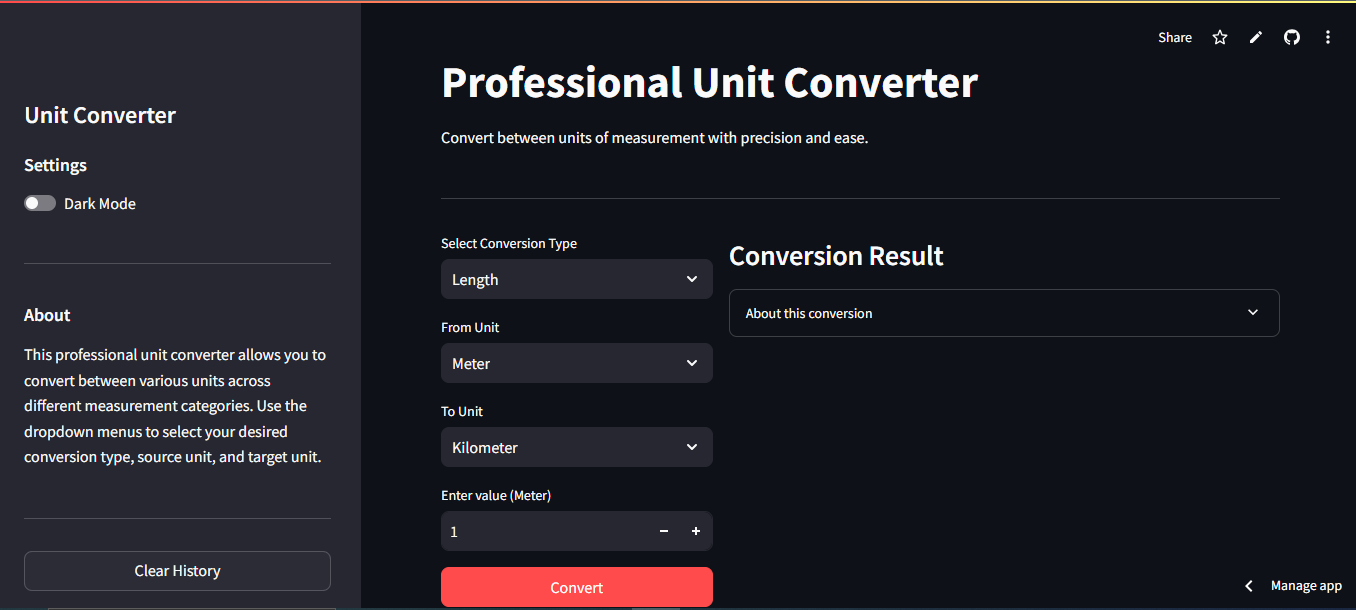 Share
Unit Converter
Settings
Dark Mode
About
This professional unit converter allows you to
convert between various units across
different measurement categories. Use the
dropdown menus to select your desired
conversion type, source unit, and target unit.
Clear History
Professional Unit Converter
Convert between units of measurement with precision and ease.
Select Conversion Type
Length
From Unit
Meter
To Unit
Kilometer
Enter value (Meter)
1
Convert
Conversion Result
About this conversion
Manage app